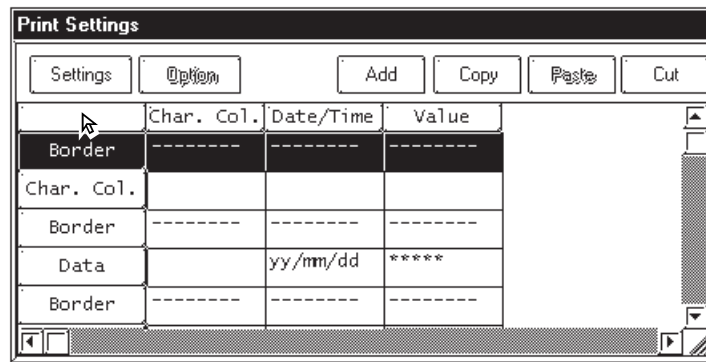 Print Settings
Settings Option Add Copy Paste Cut
Char. Col. Date/Time Value
Border -------- -------- --------
Char. Col.
Border -------- -------- --------
Data yy/mm/dd *****
Border -------- -------- --------